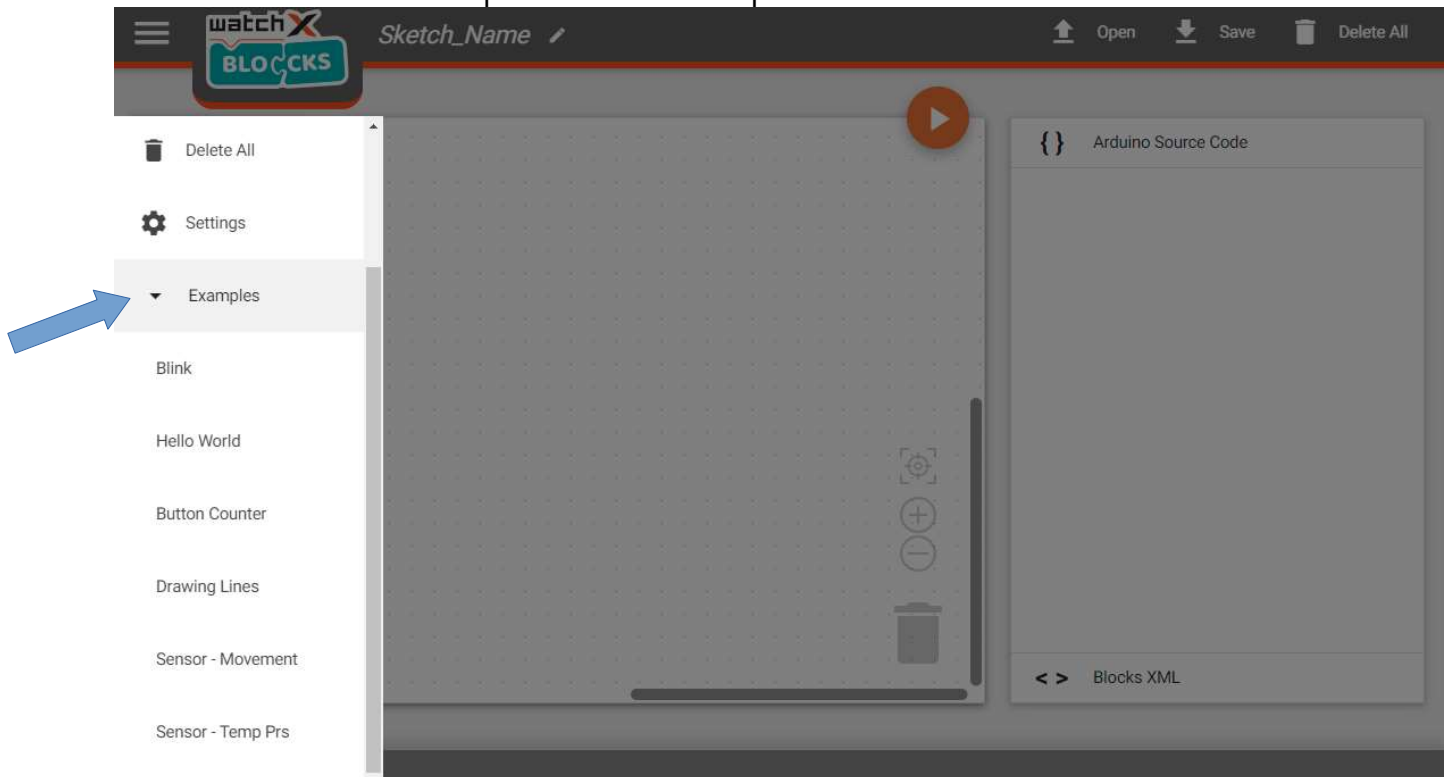 watchX
BLOCCKS
Sketch_Name
Open
Save
Delete All
Delete All
Settings
Examples
Blink
Hello World
Button Counter
Drawing Lines
Sensor - Movement
Sensor - Temp Prs
{ } Arduino Source Code
< > Blocks XML